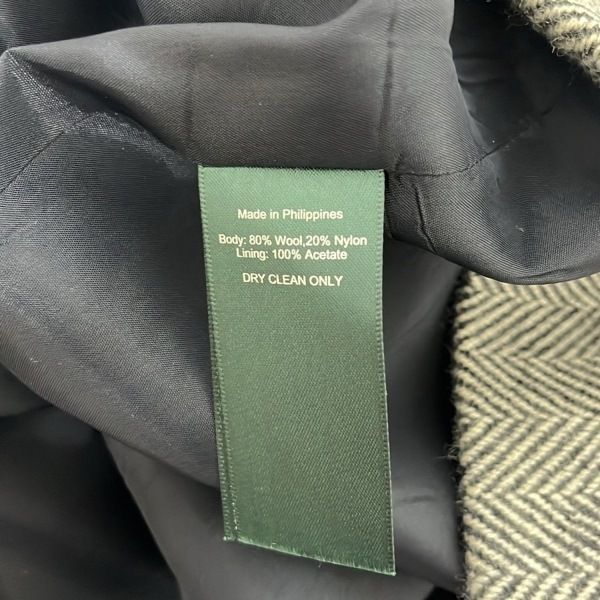 Made in Philippines
Body: 80% Wool,20% Nylon
Lining: 100% Acetate
DRY CLEAN ONLY